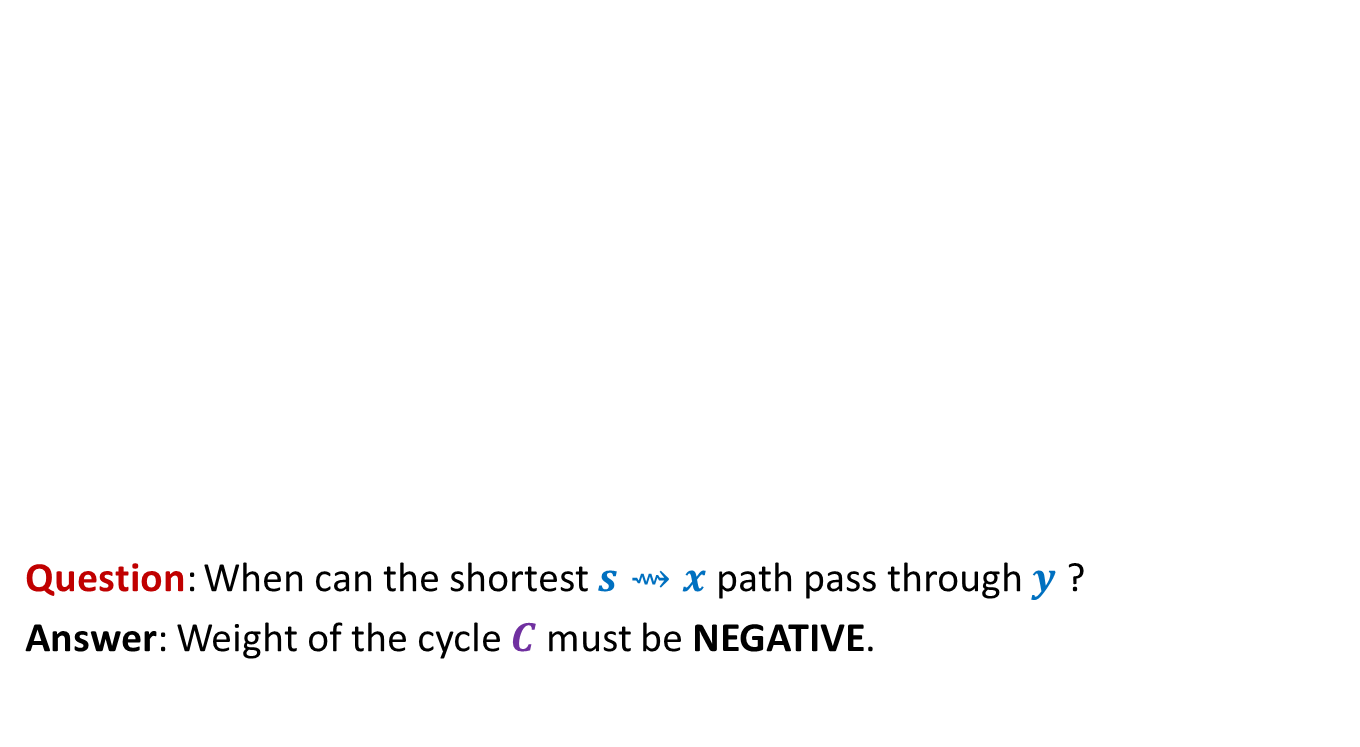 Question: When can the shortest 𝒔 ⇝ 𝒙 path pass through 𝒚 ?
Answer: Weight of the cycle 𝑪 must be NEGATIVE.